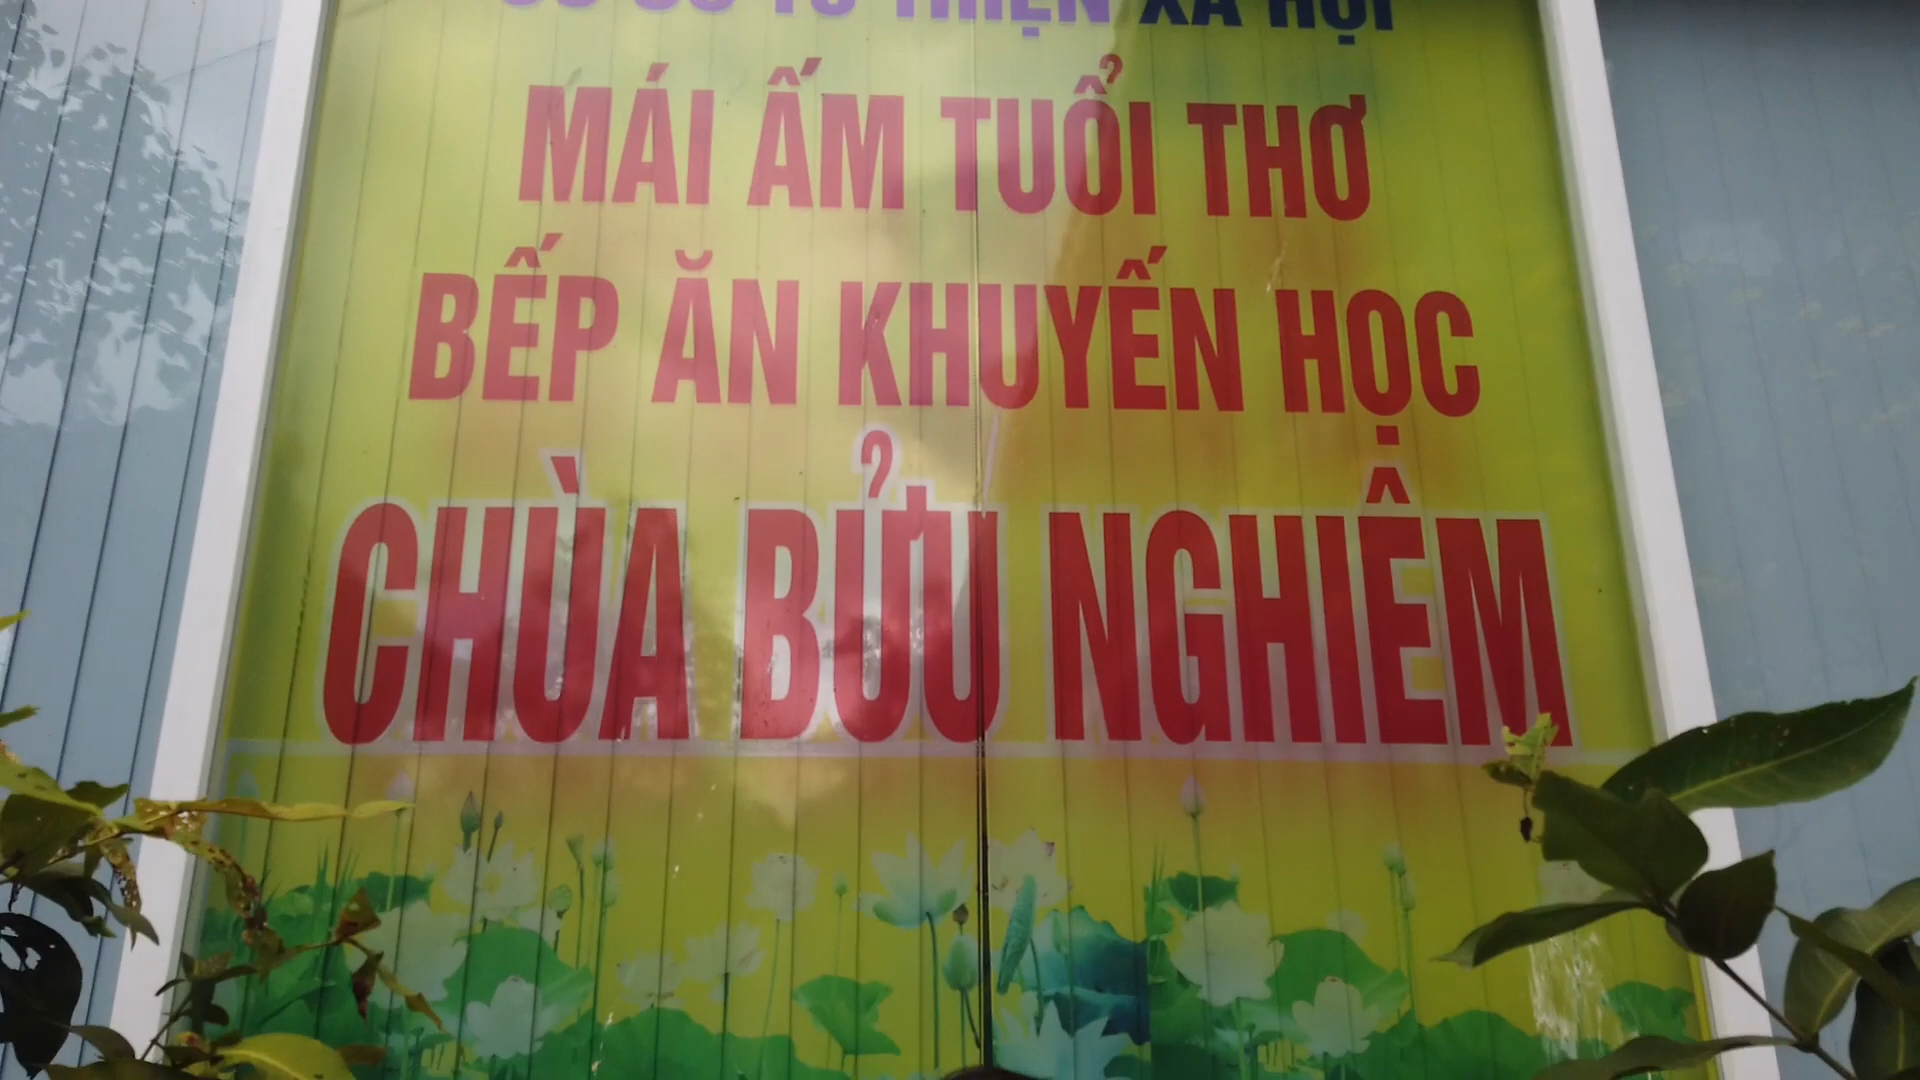 CƠ SỞ TỪ THIỆN XÃ HỘI
MÁI ẤM TUỔI THƠ
BẾP ĂN KHUYẾN HỌC
CHÙA BỬU NGHIÊM